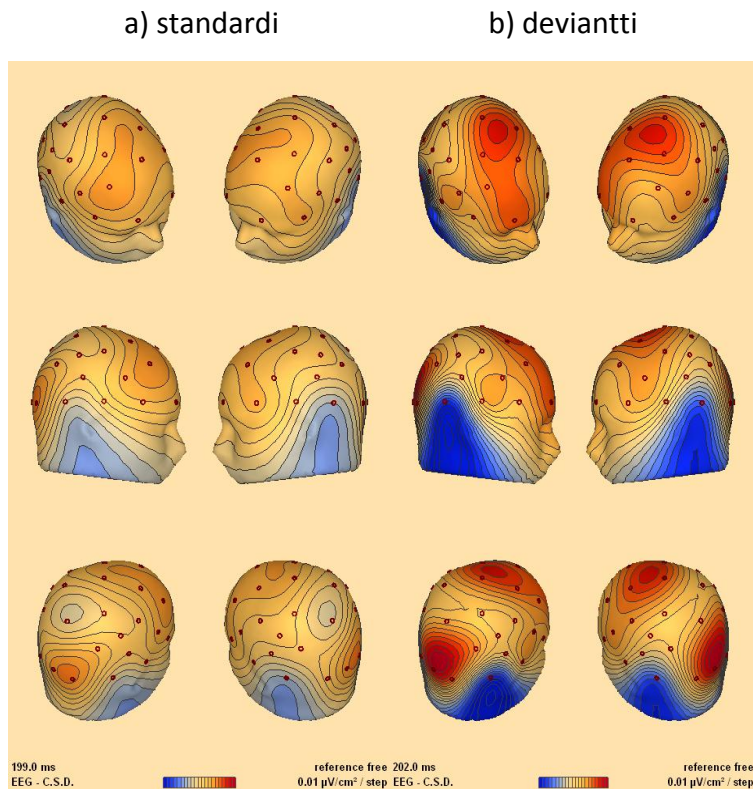 a) standardi
b) deviantti
199.0 ms
reference free
EEG - C.S.D.
0.01 µV/cm² / step
202.0 ms
reference free
EEG - C.S.D.
0.01 µV/cm² / step